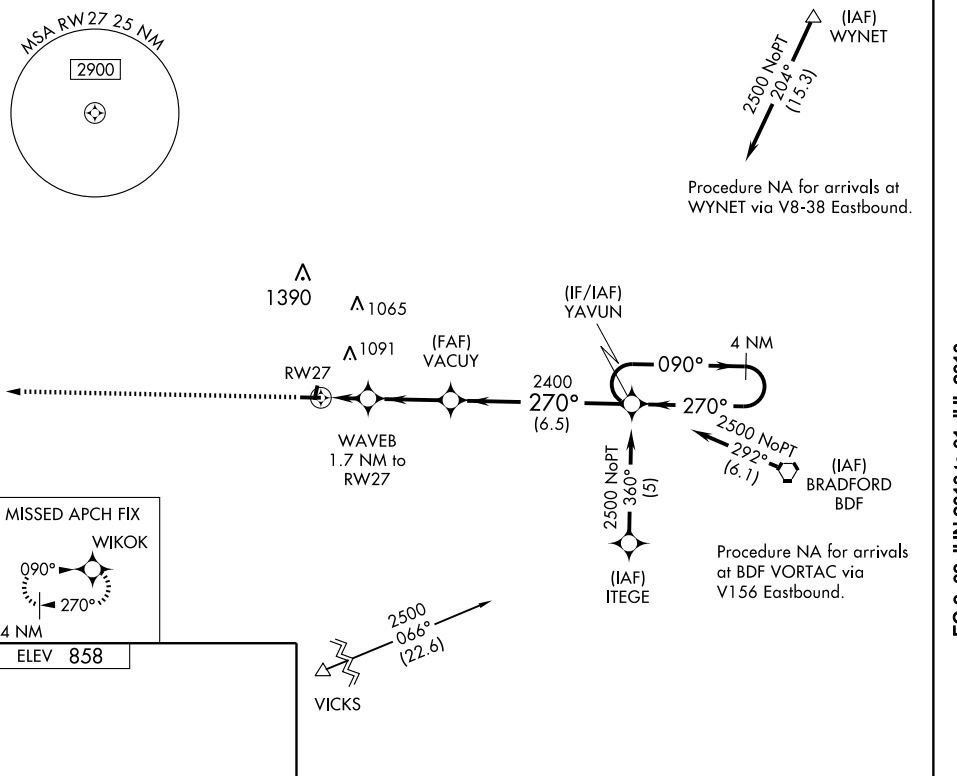 MSA RW27 25 NM
2900
(IAF)
WYNET
2500 NoPT
204°
(15.3)
Procedure NA for arrivals at
WYNET via V8-38 Eastbound.
1390
1065
1091
RW27
(FAF)
VACUY
(IF/IAF)
YAVUN
4 NM
090°
2400
270°
(6.5)
270°
WAVEB
1.7 NM to
RW27
2500 NoPT
292°
(6.1)
(IAF)
BRADFORD
BDF
2500 NoPT
360°
(5)
(IAF)
ITEGE
Procedure NA for arrivals
at BDF VORTAC via
V156 Eastbound.
MISSED APCH FIX
WIKOK
090°
270°
4 NM
ELEV 858
2500
066°
(22.6)
VICKS